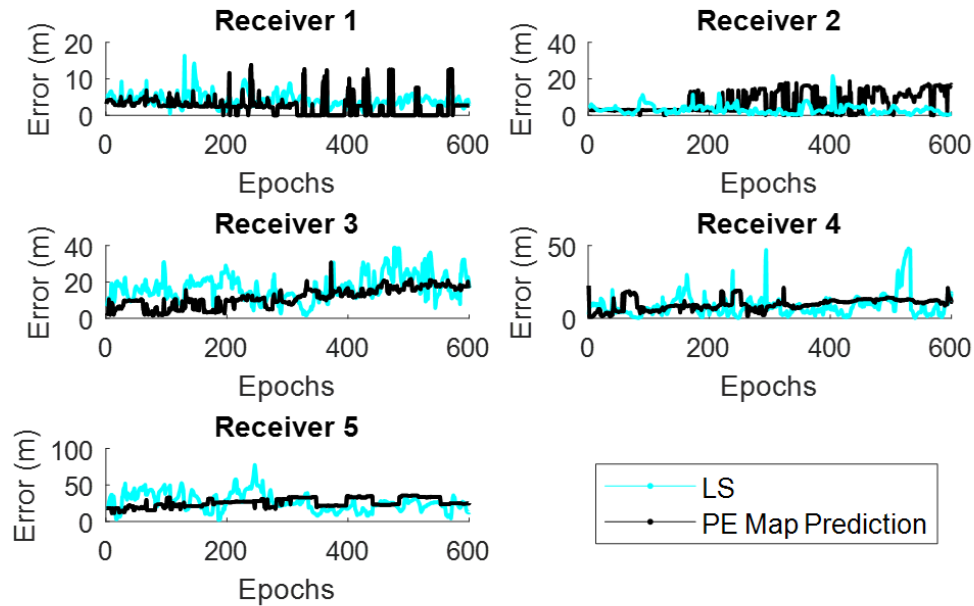 Receiver 1
Error (m)
20
10
0
0 200 400 600
Epochs
Receiver 2
Error (m)
40
20
0
0 200 400 600
Epochs
Receiver 3
Error (m)
40
20
0
0 200 400 600
Epochs
Receiver 4
Error (m)
50
0
0 200 400 600
Epochs
Receiver 5
Error (m)
100
50
0
0 200 400 600
Epochs
LS
PE Map Prediction